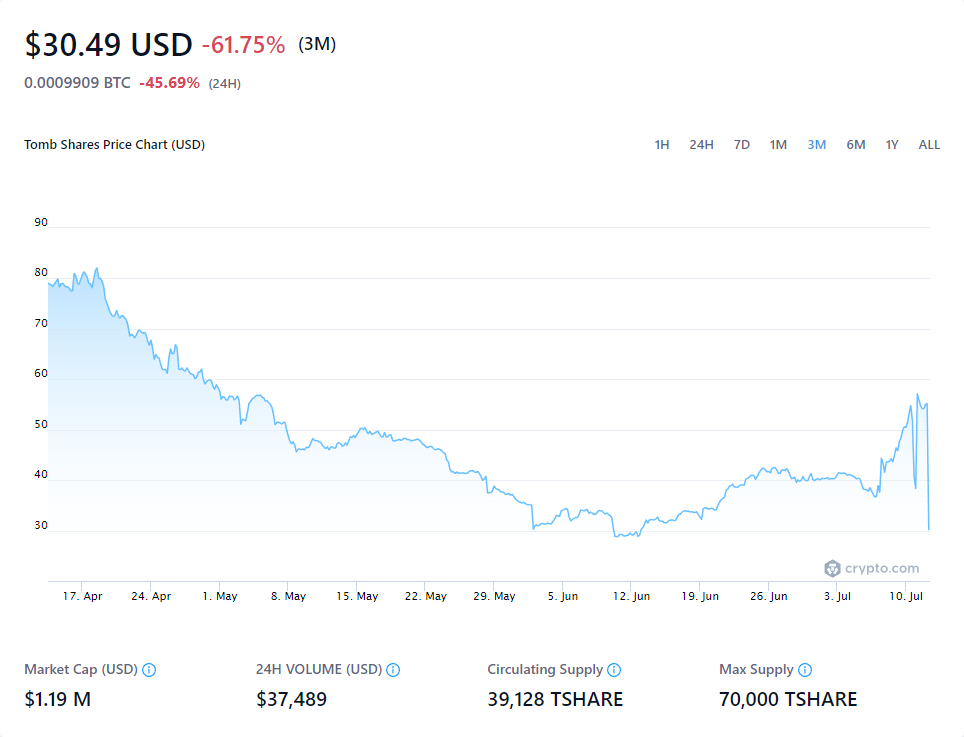 $30.49 USD -61.75% (3M)
0.0009909 BTC -45.69% (24H)
Tomb Shares Price Chart (USD) 1H 24H 7D 1M 3M 6M 1Y ALL
90
80
70
60
50
40
30
crypto.com
17. Apr 24. Apr 1. May 8. May 15. May 22. May 29. May 5. Jun 12. Jun 19. Jun 26. Jun 3. Jul 10. Jul
Market Cap (USD) 24H VOLUME (USD) Circulating Supply Max Supply
$1.19 M $37,489 39,128 TSHARE 70,000 TSHARE